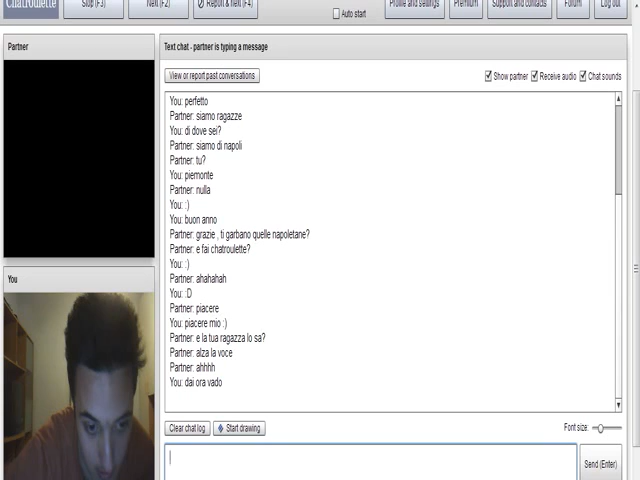 Chatroulette
Stop (F3)
Next (F2)
Report & next (F4)
Auto start
Profile and settings
Premium
Support and contacts
Forum
Log out
Partner
Text chat - partner is typing a message
View or report past conversations
Show partner
Receive audio
Chat sounds
You: perfetto
Partner: siamo ragazze
You: di dove sei?
Partner: siamo di napoli
Partner: tu?
You: piemonte
Partner: nulla
You: :)
You: buon anno
Partner: grazie , ti garbano quelle napoletane?
Partner: e fai chatroulette?
You: :)
Partner: ahahahah
You: :D
Partner: piacere
You: piacere mio :)
Partner: e la tua ragazza lo sa?
Partner: alza la voce
Partner: ahhhh
You: dai ora vado
You
Clear chat log
Start drawing
Font size:
Send (Enter)